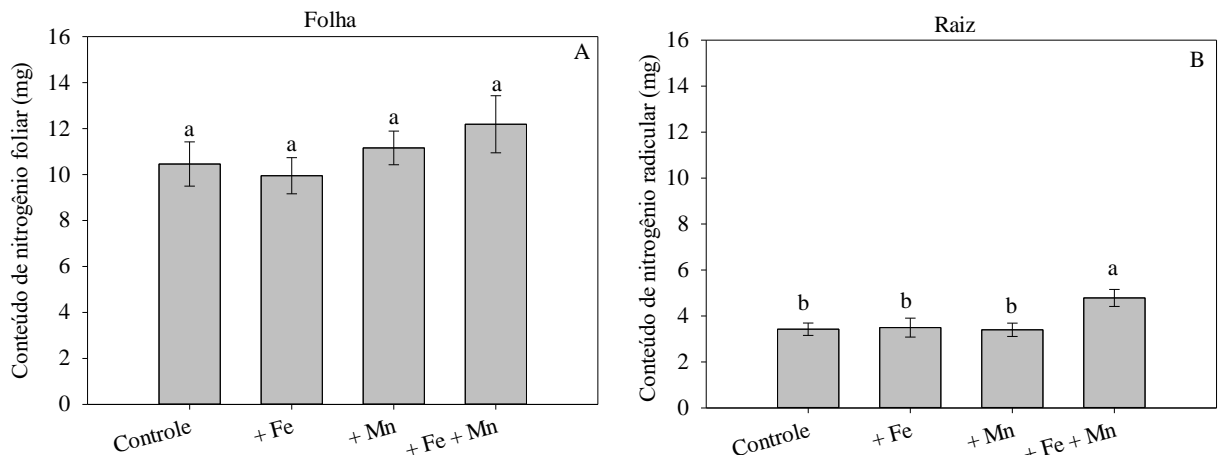 Folha
A
Conteúdo de nitrogênio foliar (mg)
16
14
12
10
8
6
4
2
0
a
a
a
a
Controle
+ Fe
+ Mn
+ Fe + Mn
Raiz
B
Conteúdo de nitrogênio radicular (mg)
16
14
12
10
8
6
4
2
0
b
b
b
a
Controle
+ Fe
+ Mn
+ Fe + Mn